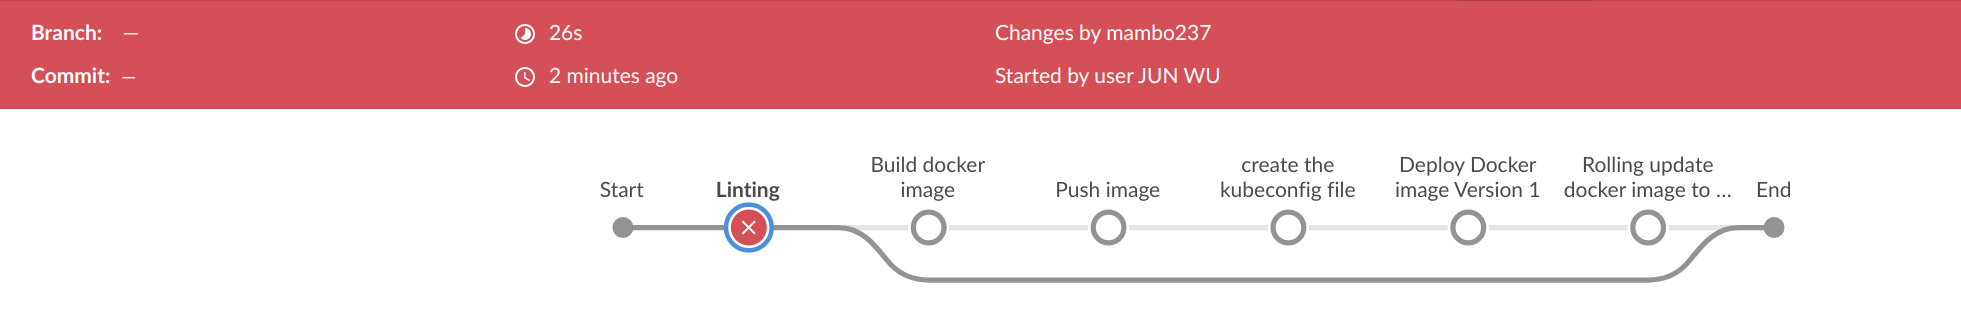 Branch: —
26s
Changes by mambo237
Commit: —
2 minutes ago
Started by user JUN WU
Start
Linting
Build docker
image
Push image
create the
kubeconfig file
Deploy Docker
image Version 1
Rolling update
docker image to ...
End